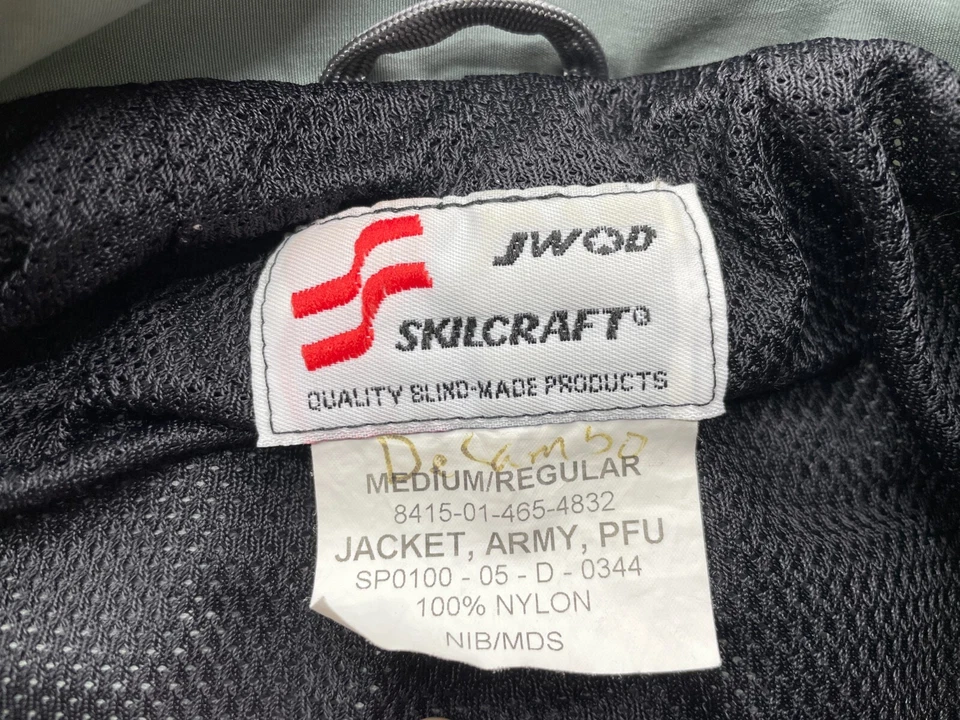 JWOD
SKILCRAFT®
QUALITY BLIND-MADE PRODUCTS
MEDIUM/REGULAR
8415-01-465-4832
JACKET, ARMY, PFU
SP0100 - 05 - D - 0344
100% NYLON
NIB/MDS